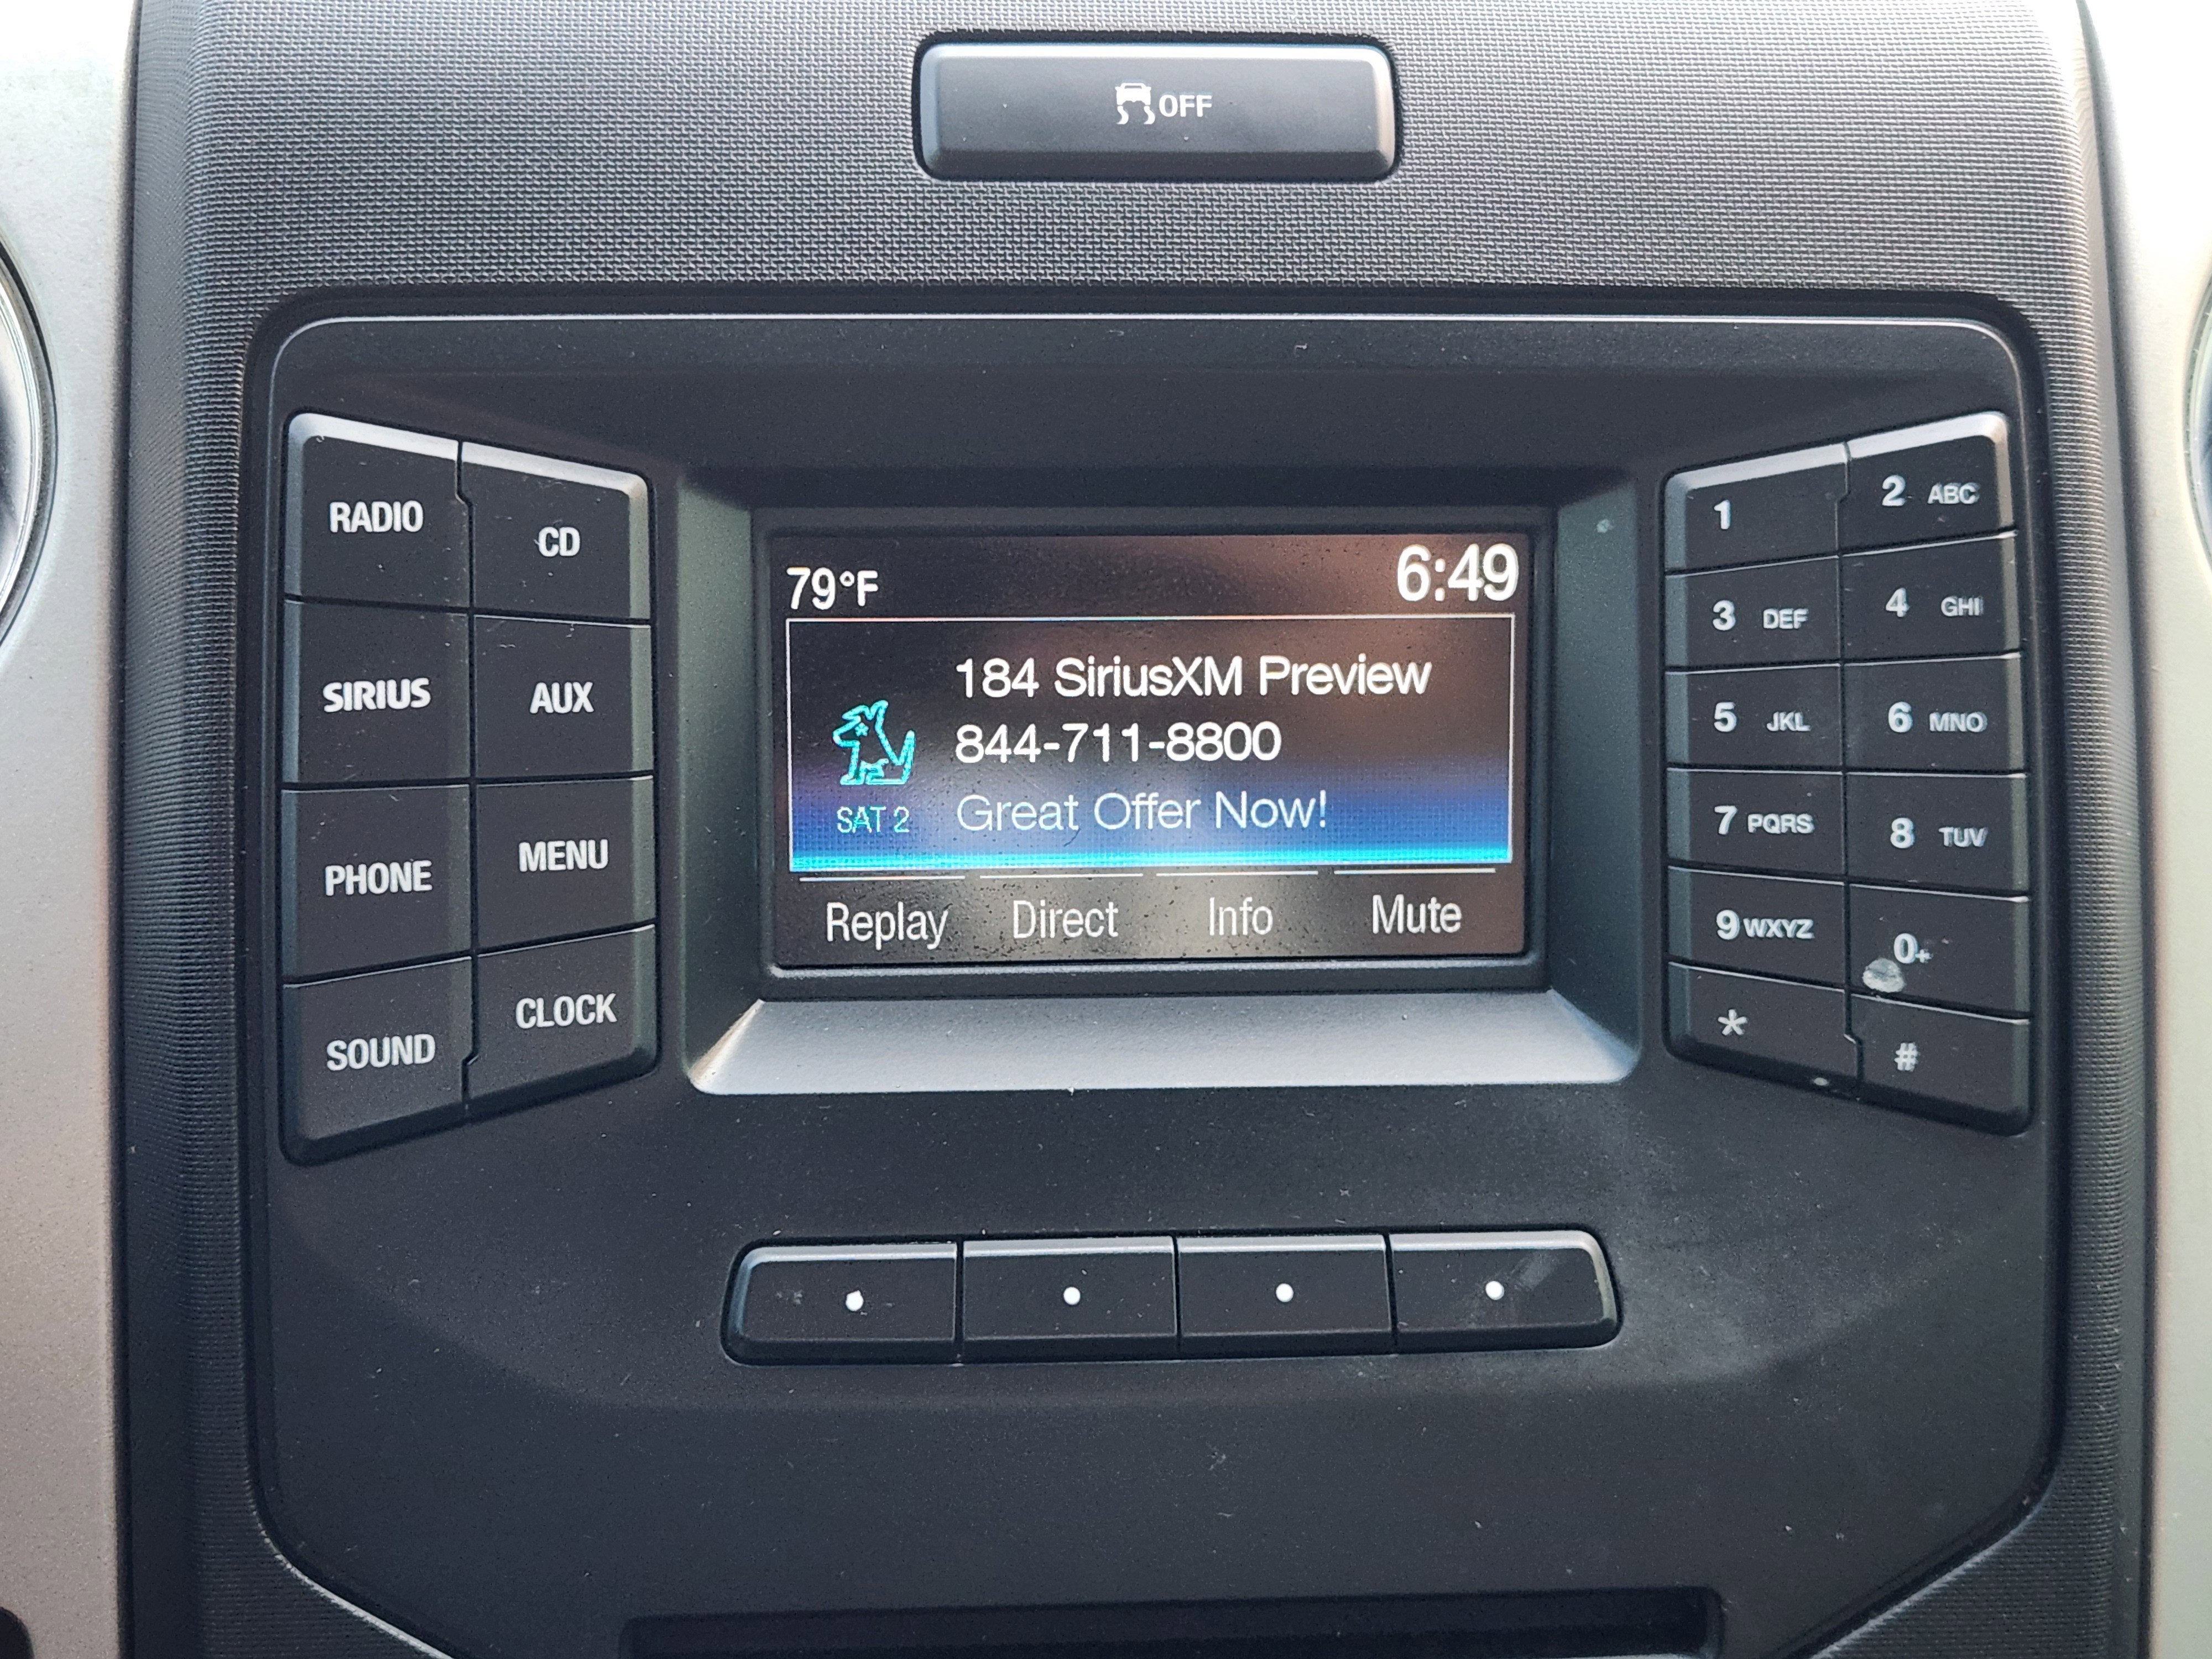 OFF
RADIO
CD
SIRIUS
AUX
PHONE
MENU
SOUND
CLOCK
79°F
6:49
184 SiriusXM Preview
844-711-8800
SAT 2
Great Offer Now!
Replay Direct Info Mute
1
2 ABC
3 DEF
4 GHI
5 JKL
6 MNO
7 PQRS
8 TUV
9 WXYZ
0+
*
#